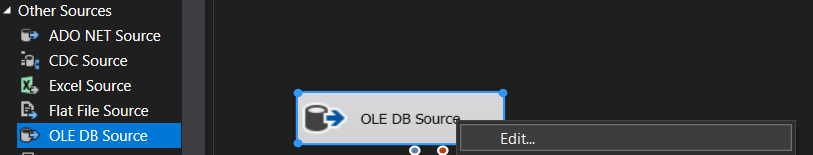 Other Sources
ADO NET Source
CDC Source
Excel Source
Flat File Source
OLE DB Source
OLE DB Source
Edit...